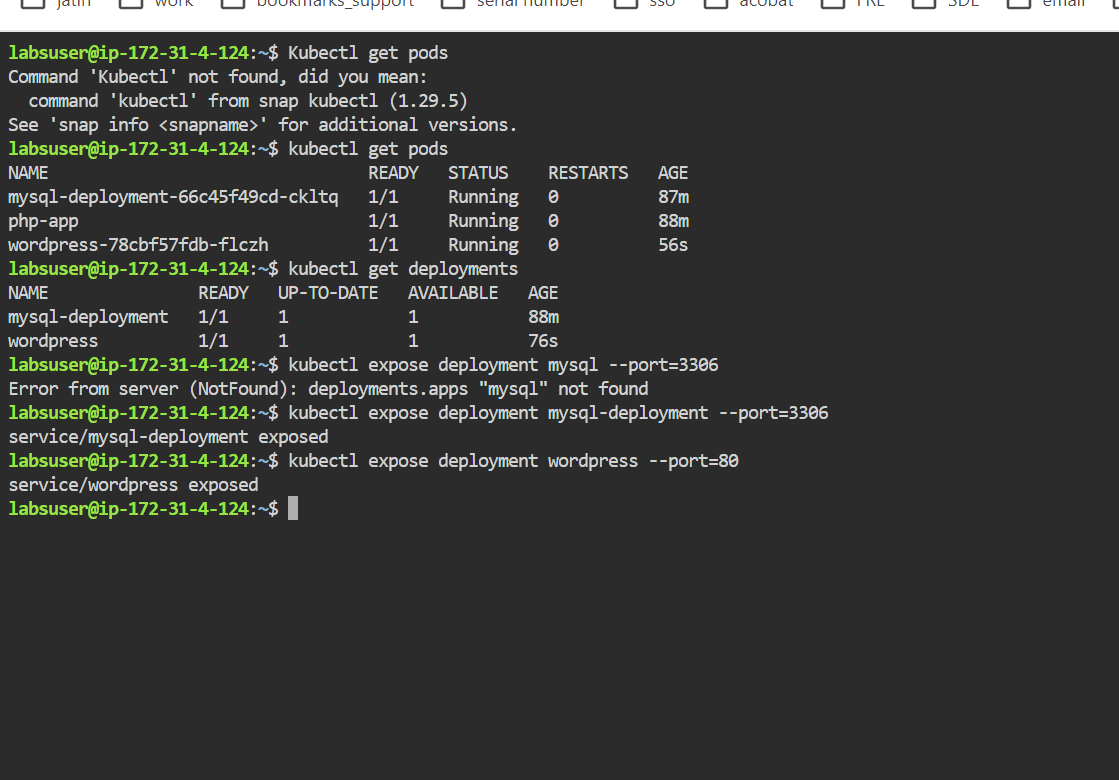 jatin work bookmarks_support serial number sso acobat email
labsuser@ip-172-31-4-124:~$ Kubectl get pods
Command 'Kubectl' not found, did you mean:
  command 'kubectl' from snap kubectl (1.29.5)
See 'snap info <snapname>' for additional versions.
labsuser@ip-172-31-4-124:~$ kubectl get pods
NAME                                READY   STATUS    RESTARTS   AGE
mysql-deployment-66c45f49cd-ckltq   1/1     Running   0          87m
php-app                             1/1     Running   0          88m
wordpress-78cbf57fdb-flczh          1/1     Running   0          56s
labsuser@ip-172-31-4-124:~$ kubectl get deployments
NAME               READY   UP-TO-DATE   AVAILABLE   AGE
mysql-deployment   1/1     1            1           88m
wordpress          1/1     1            1           76s
labsuser@ip-172-31-4-124:~$ kubectl expose deployment mysql --port=3306
Error from server (NotFound): deployments.apps "mysql" not found
labsuser@ip-172-31-4-124:~$ kubectl expose deployment mysql-deployment --port=3306
service/mysql-deployment exposed
labsuser@ip-172-31-4-124:~$ kubectl expose deployment wordpress --port=80
service/wordpress exposed
labsuser@ip-172-31-4-124:~$